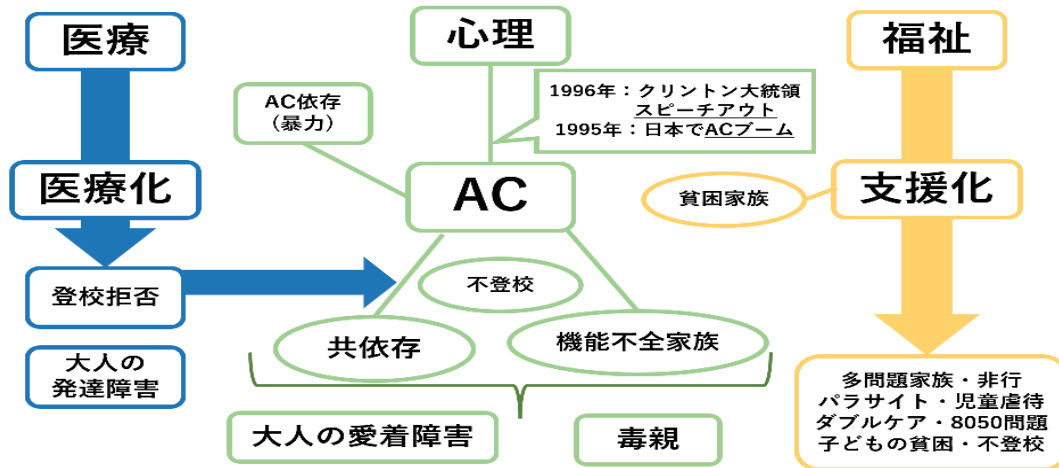 医療
心理
福祉
AC依存
（暴力）
1996年：クリントン大統領
スピーチアウト
1995年：日本でACブーム
医療化
AC
貧困家族
支援化
登校拒否
不登校
共依存
機能不全家族
大人の
発達障害
大人の愛着障害
毒親
多問題家族・非行
パラサイト・児童虐待
ダブルケア・8050問題
子どもの貧困・不登校